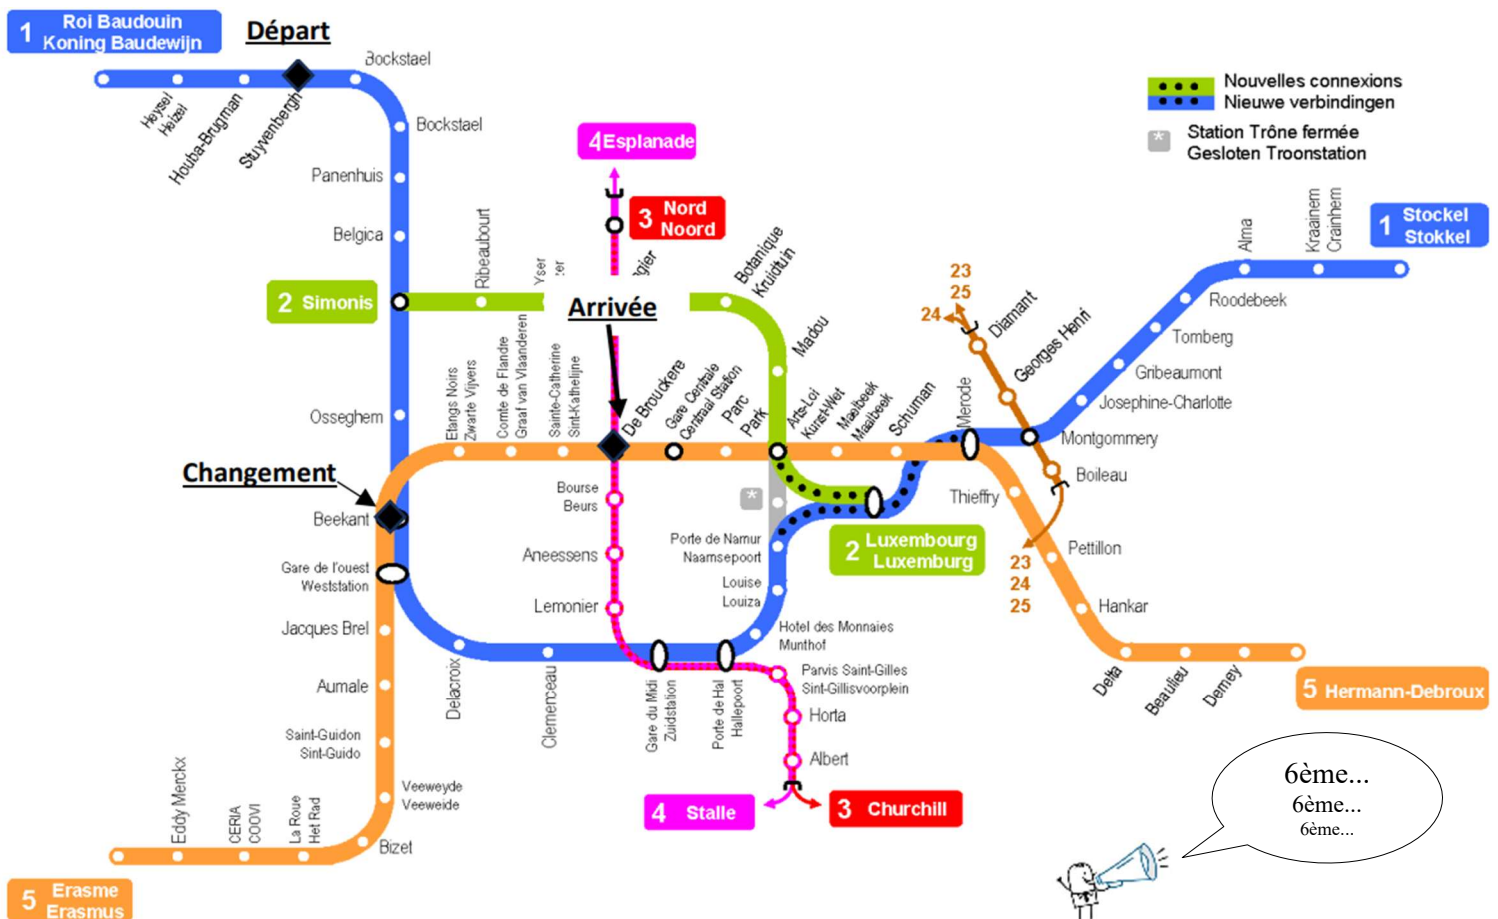 1
Roi Baudouin
Koning Baudewijn
Départ
Bockstael
Heysel
Heizel
Houba-Brugman
Stuyvenbergh
Bockstael
Panenhuis
Belgica
2 Simonis
Ribeaubourt
Yser
4 Esplanade
3 Nord
Noord
Arrivée
Botanique
Kruidtuin
Madou
Nouvelles connexions
Nieuwe verbindingen
*
Station Trône fermée
Gesloten Troonstation
1 Stockel
Stokkel
Kraainem
Crainhem
Alma
Roodebeek
Tomberg
Gribeaumont
Josephine-Charlotte
Montgommery
23
25
24
Diamant
Georges Henri
Boileau
23
24
25
Osseghem
Etangs Noirs
Zwarte Vijvers
Comte de Flandre
Graaf van Vlaanderen
Sainte-Catherine
Sint-Kathelijne
De Brouckere
Gare Centrale
Centraal Station
Parc
Park
Arts-Loi
Kunst-Wet
Maelbeek
Maalbeek
Schuman
Merode
Changement
Beekant
Gare de l'ouest
Weststation
Bourse
Beurs
Aneessens
Lemonier
*
Porte de Namur
Naamsepoort
Louise
Louiza
Hotel des Monnaies
Munthof
2 Luxembourg
Luxemburg
Thieffry
Pettillon
Hankar
Delta
Beaulieu
Demey
5 Hermann-Debroux
Jacques Brel
Aumale
Saint-Guidon
Sint-Guido
Veeweyde
Veeweide
Bizet
La Roue
Het Rad
CERIA
COOVI
Eddy Merckx
5 Erasme
Erasmus
Delacroix
Clemenceau
Gare du Midi
Zuidstation
Porte de Hal
Hallepoort
Parvis Saint-Gilles
Sint-Gillisvoorplein
Horta
Albert
4 Stalle
3 Churchill
6ème...
6ème...
6ème...